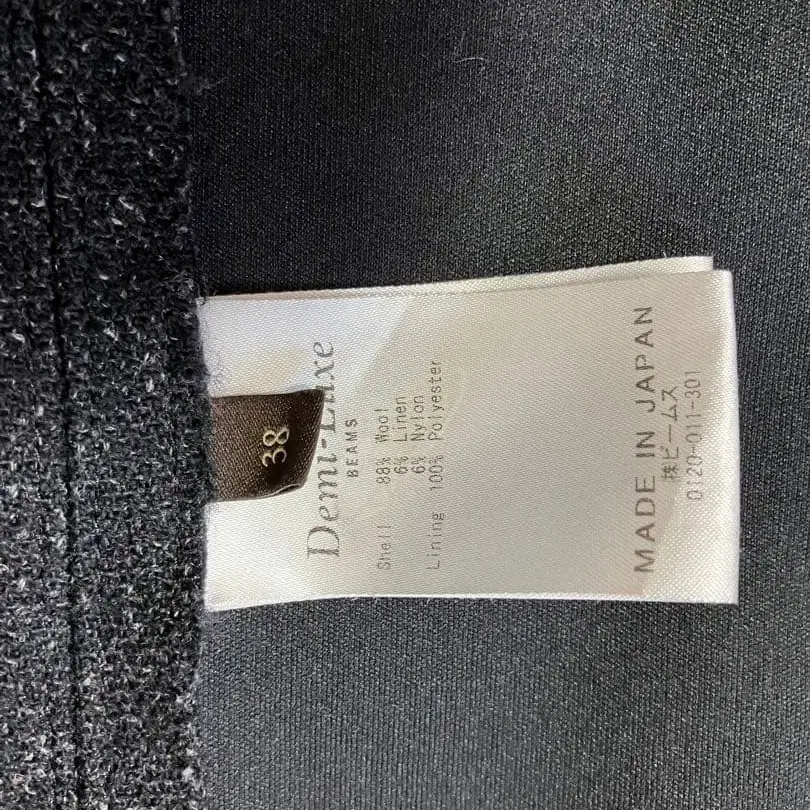 38
Demi-Luxe
BEAMS
Shell 88% Wool
6% Linen
6% Nylon
Lining 100% Polyester
MADE IN JAPAN
㈱ビームス
0120-011-301